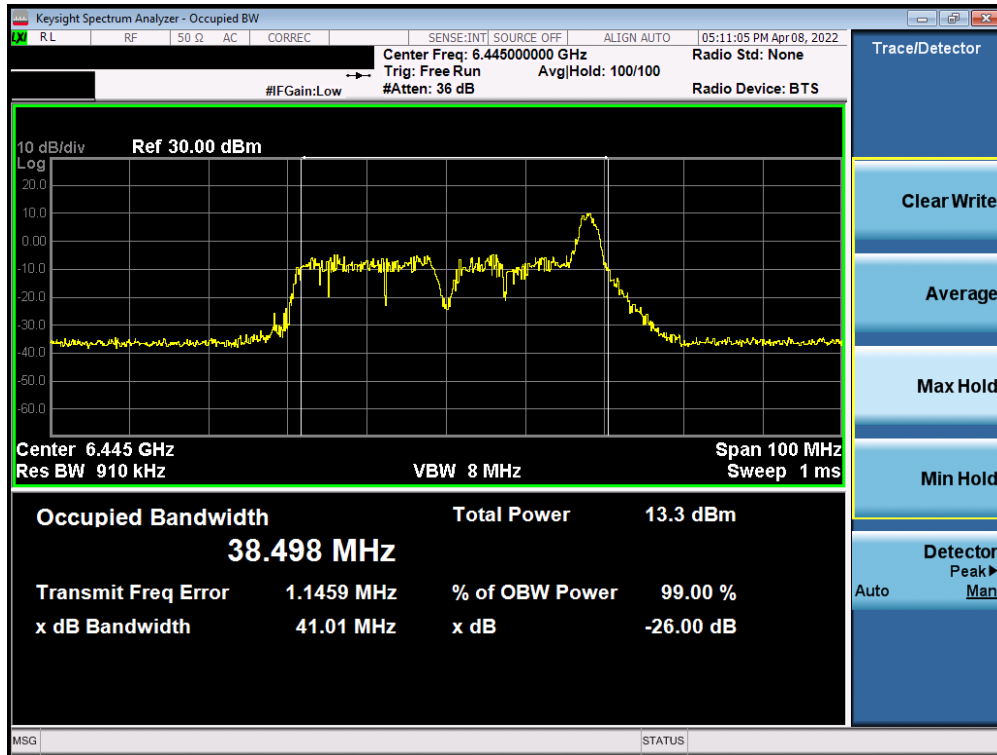 Keysight Spectrum Analyzer - Occupied BW
LXI RL RF 50 Ω AC CORREC SENSE:INT SOURCE OFF ALIGN AUTO 05:11:05 PM Apr 08, 2022
Center Freq: 6.445000000 GHz Radio Std: None
Trig: Free Run Avg|Hold: 100/100
#IFGain:Low #Atten: 36 dB Radio Device: BTS
Trace/Detector
10 dB/div Ref 30.00 dBm
Log
20.0
10.0
0.00
-10.0
-20.0
-30.0
-40.0
-50.0
-60.0
Center 6.445 GHz Span 100 MHz
Res BW 910 kHz VBW 8 MHz Sweep 1 ms
Occupied Bandwidth Total Power 13.3 dBm
38.498 MHz
Transmit Freq Error 1.1459 MHz % of OBW Power 99.00 %
x dB Bandwidth 41.01 MHz x dB -26.00 dB
Clear Write
Average
Max Hold
Min Hold
Detector
Peak
Auto Man
MSG STATUS